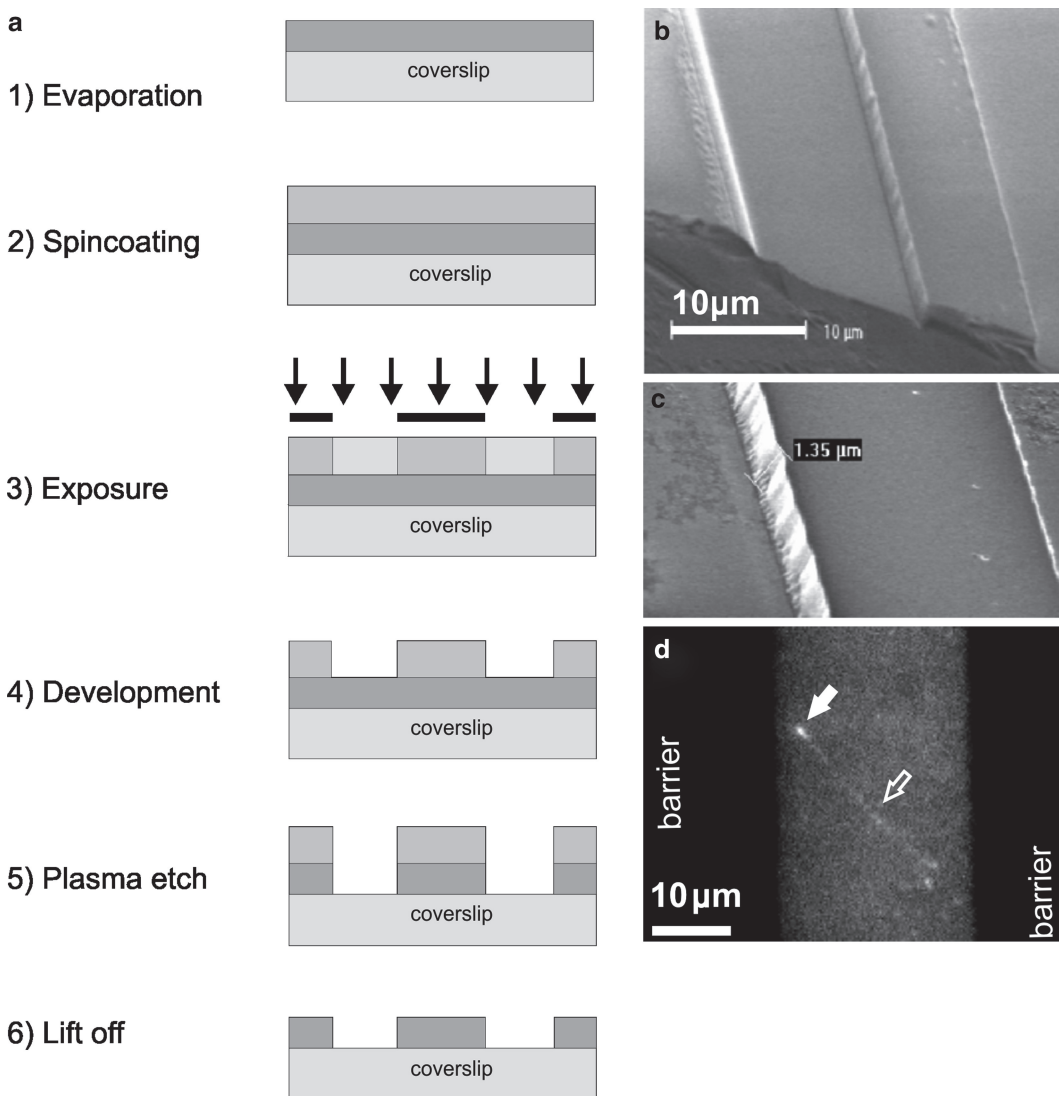 a
1) Evaporation
coverslip
2) Spincoating
coverslip
3) Exposure
coverslip
4) Development
coverslip
5) Plasma etch
coverslip
6) Lift off
coverslip
b
10μm
10 μm
c
1.35 μm
d
barrier
barrier
10μm